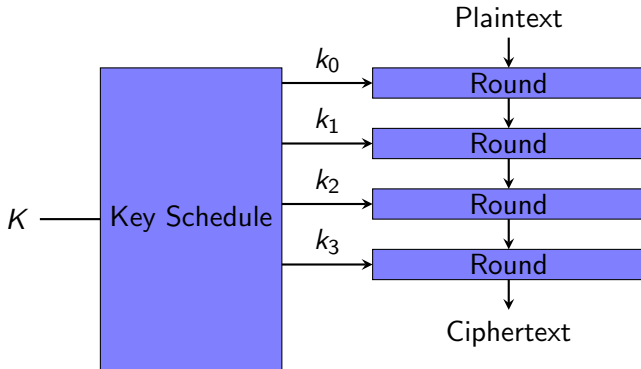 Plaintext
k0
Round
k1
Round
k2
Round
K
Key Schedule
k3
Round
Ciphertext